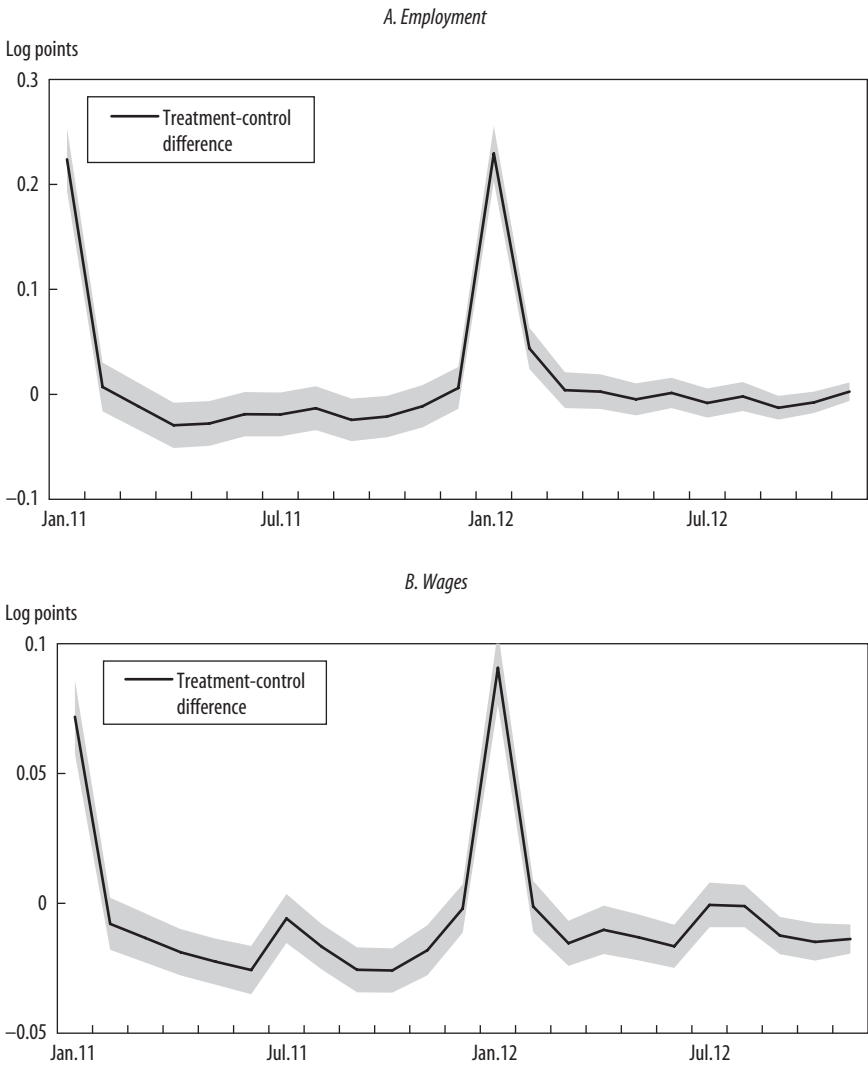 A. Employment
Log points
0.3
Treatment-control
difference
0.2
0.1
0
–0.1
Jan.11 Jul.11 Jan.12 Jul.12
B. Wages
Log points
0.1
Treatment-control
difference
0.05
0
–0.05
Jan.11 Jul.11 Jan.12 Jul.12